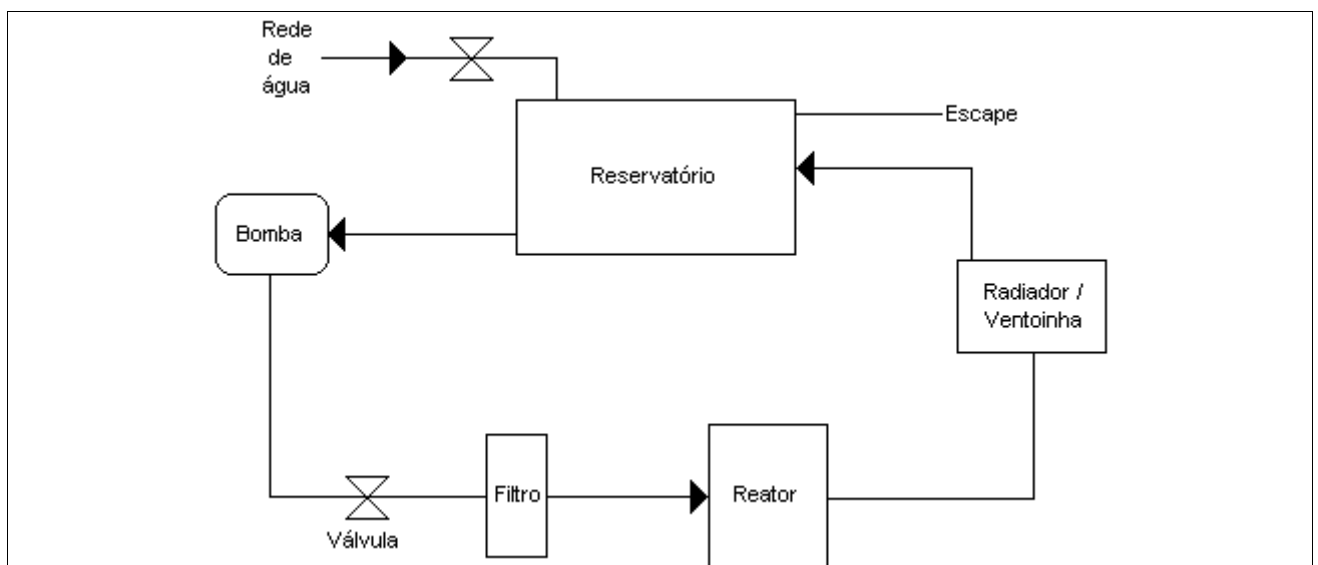 Rede
de
água
Escape
Reservatório
Bomba
Radiador /
Ventoinha
Filtro
Reator
Válvula